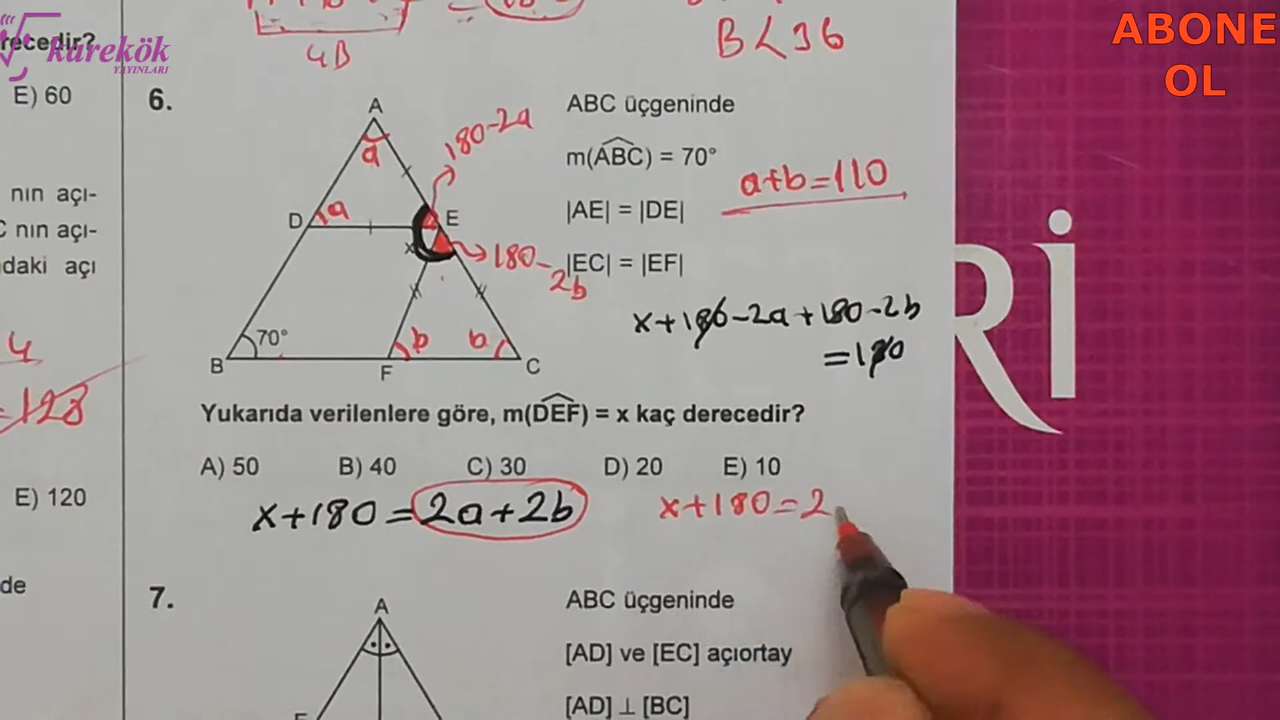 ABONE
OL
recedir?
karekök
YAYINLARI
4B
B<36
E) 60
nın açı-
C nın açı-
daki açı
4
=128
E) 120
de
6.
ABC üçgeninde
m(ABC) = 70°
a+b=110
|AE| = |DE|
|EC| = |EF|
A
a
180-2a
D
a
E
x
180-2b
70°
b
b
B
F
C
x+180-2a+180-2b
=180
Yukarıda verilenlere göre, m(DEF) = x kaç derecedir?
A) 50 B) 40 C) 30 D) 20 E) 10
x+180=2a+2b
x+180=2
7.
ABC üçgeninde
[AD] ve [EC] açıortay
[AD] ⊥ [BC]
A
Rİ